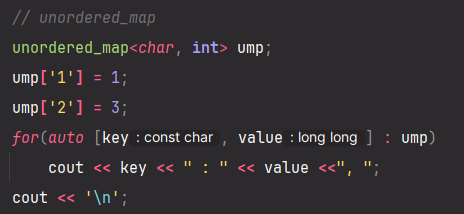 // unordered_map
unordered_map<char, int> ump;
ump['1'] = 1;
ump['2'] = 3;
for(auto [key : const char , value : long long ] : ump)
cout << key << " : " << value <<", ";
cout << '\n';